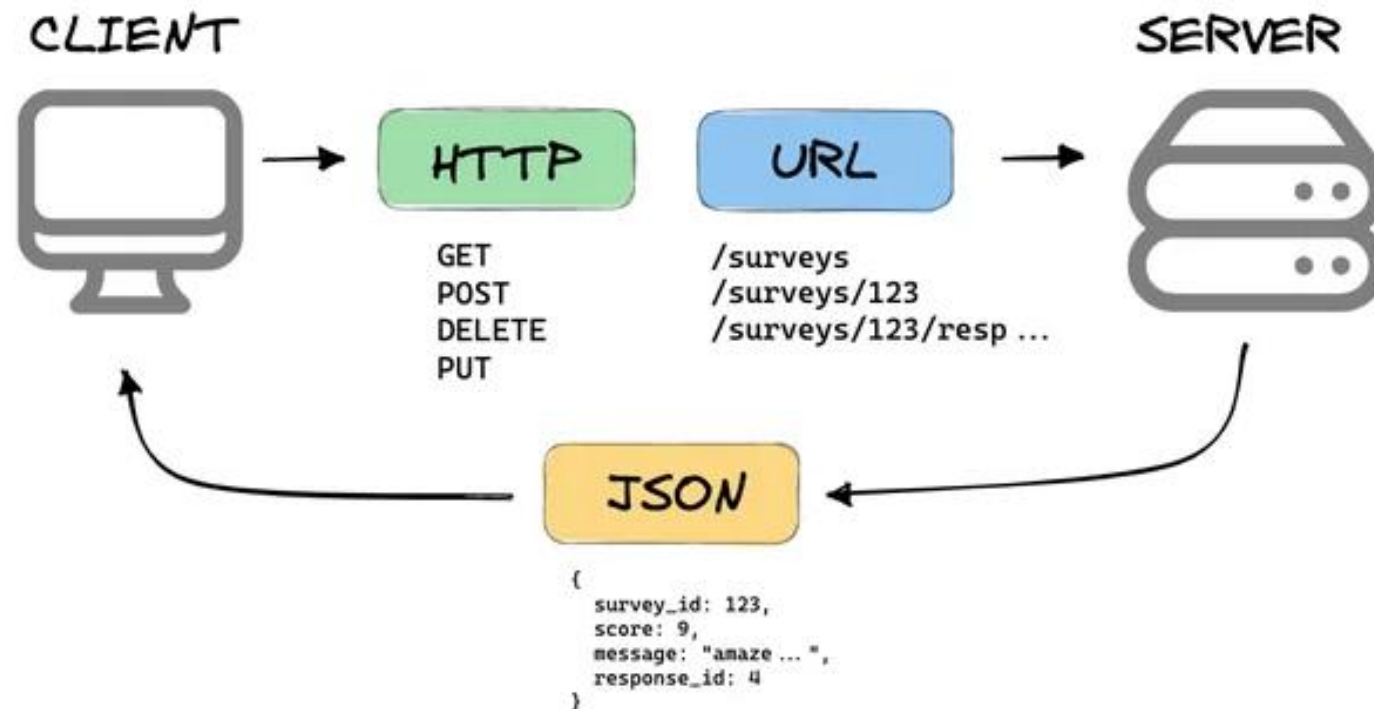 CLIENT
SERVER
HTTP
URL
GET
POST
DELETE
PUT
/surveys
/surveys/123
/surveys/123/resp ...
JSON
{
survey_id: 123,
score: 9,
message: "amaze ... ",
response_id: 4
}